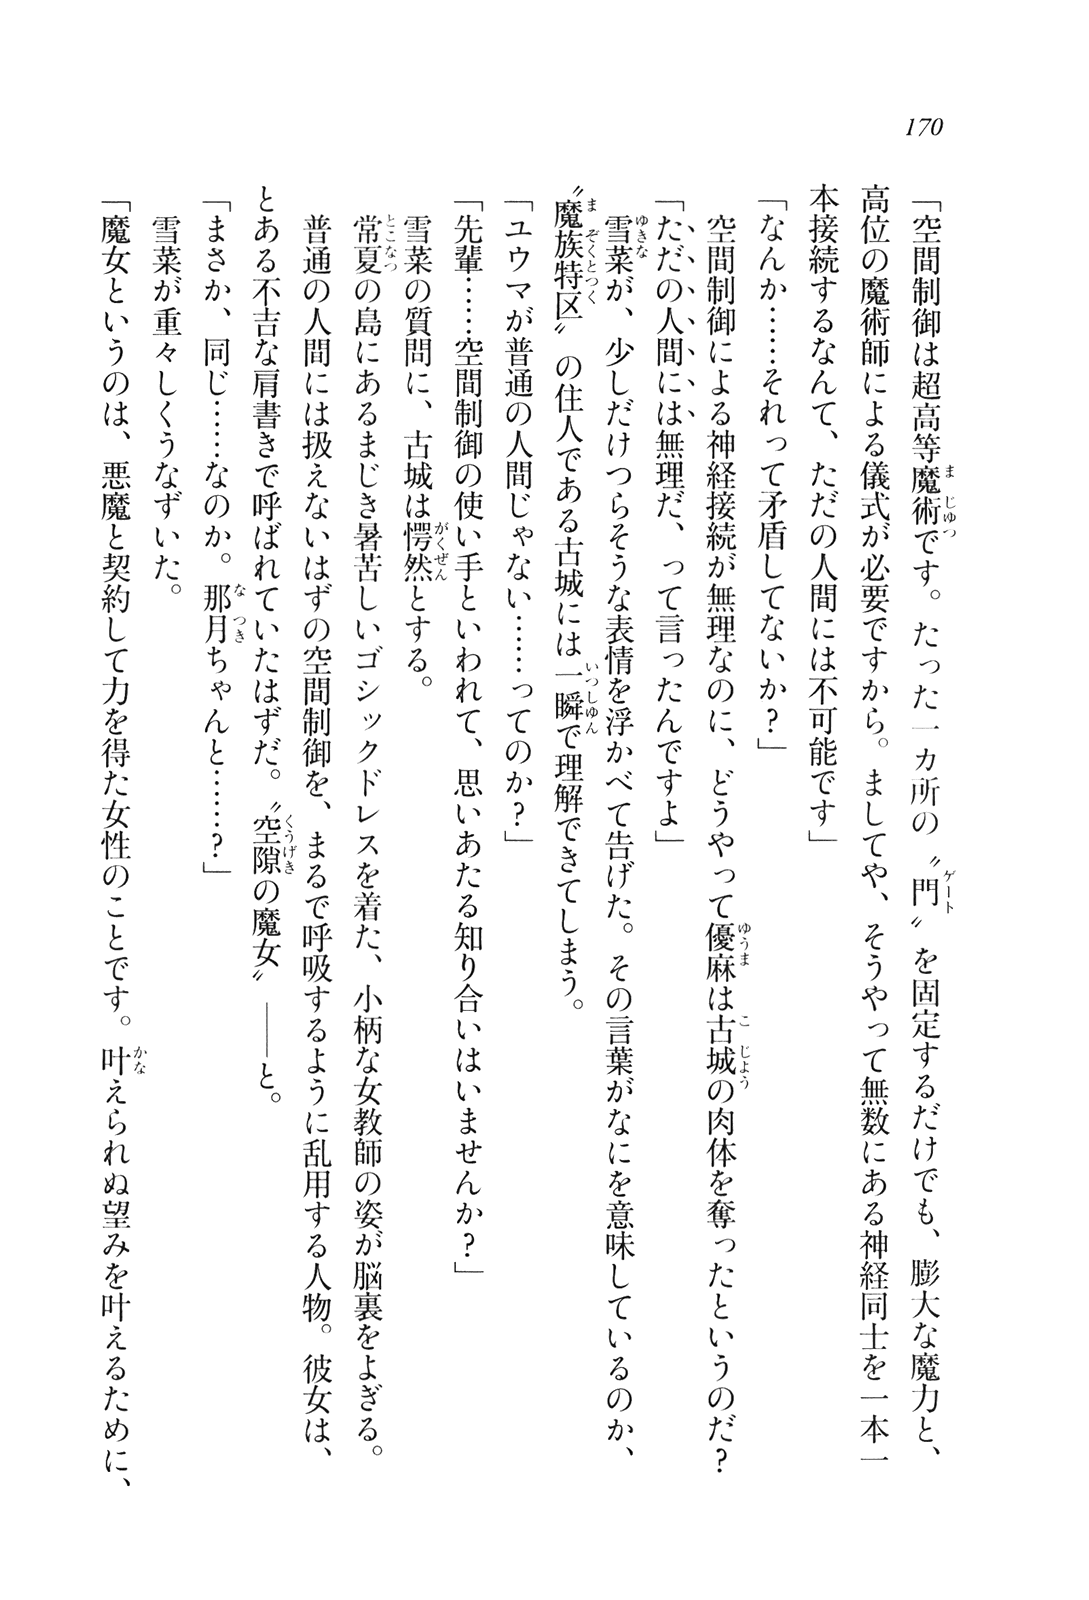 170
「空間制御は超高等魔術です。たった一カ所の〝門〟を固定するだけでも、膨大な魔力と、
高位の魔術師による儀式が必要ですから。ましてや、そうやって無数にある神経同士を一本一
本接続するなんて、ただの人間には不可能です」
「なんか……それって矛盾してないか?」
　空間制御による神経接続が無理なのに、どうやって優麻は古城の肉体を奪ったというのだ?
「ただの人間には無理だ、って言ったんですよ」
　雪菜が、少しだけつらそうな表情を浮かべて告げた。その言葉がなにを意味しているのか、
〝魔族特区〟の住人である古城には一瞬で理解できてしまう。
「ユウマが普通の人間じゃない……ってのか?」
「先輩……空間制御の使い手といわれて、思いあたる知り合いはいませんか?」
　雪菜の質問に、古城は愕然とする。
　常夏の島にあるまじき暑苦しいゴシックドレスを着た、小柄な女教師の姿が脳裏をよぎる。
　普通の人間には扱えないはずの空間制御を、まるで呼吸するように乱用する人物。彼女は、
とある不吉な肩書きで呼ばれていたはずだ。〝空隙の魔女〟――と。
「まさか、同じ……なのか。那月ちゃんと……?」
　雪菜が重々しくうなずいた。
「魔女というのは、悪魔と契約して力を得た女性のことです。叶えられぬ望みを叶えるために、